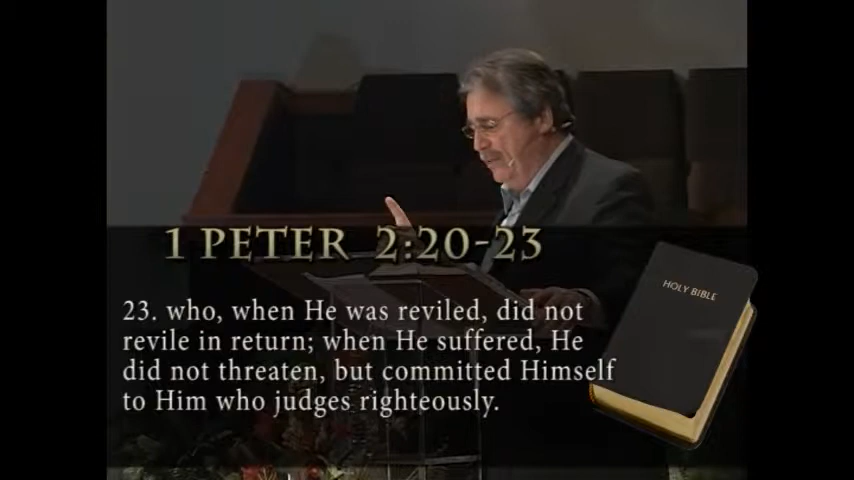 1 PETER 2:20-23
HOLY BIBLE
23. who, when He was reviled, did not
revile in return; when He suffered, He
did not threaten, but committed Himself
to Him who judges righteously.